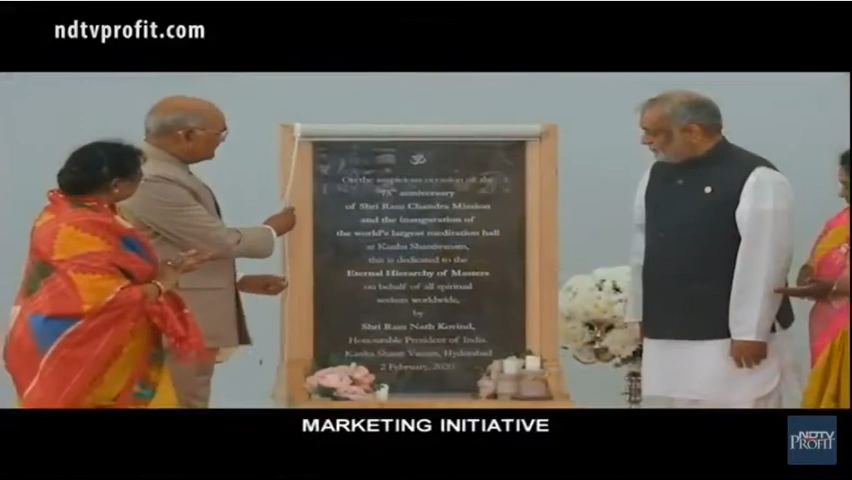 ndtvprofit.com
ॐ
On the auspicious occasion of the
75th anniversary
of Shri Ram Chandra Mission
and the inauguration of
the world's largest meditation hall
at Kanha Shantivanam,
this is dedicated to the
Eternal Hierarchy of Masters
on behalf of all spiritual
seekers worldwide,
by
Shri Ram Nath Kovind,
Honourable President of India.
Kanha Shanti Vanam, Hyderabad
2 February, 2020
MARKETING INITIATIVE
NDTV
PROFIT